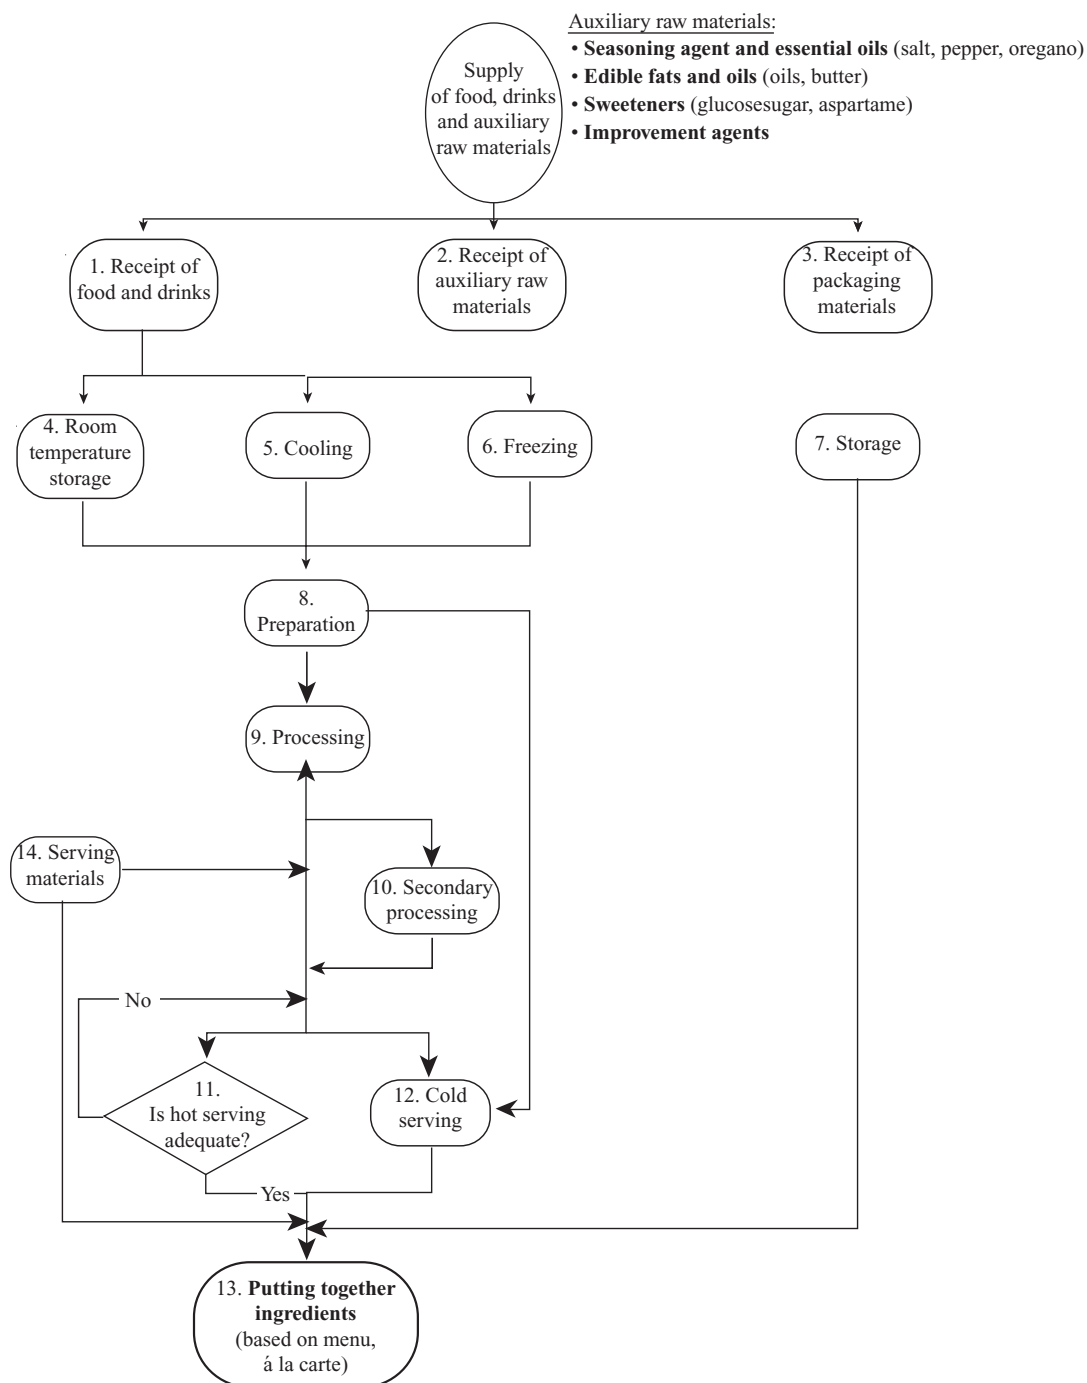 Auxiliary raw materials:
• Seasoning agent and essential oils (salt, pepper, oregano)
• Edible fats and oils (oils, butter)
• Sweeteners (glucosesugar, aspartame)
• Improvement agents
Supply
of food, drinks
and auxiliary
raw materials
1. Receipt of
food and drinks
2. Receipt of
auxiliary raw
materials
3. Receipt of
packaging
materials
4. Room
temperature
storage
5. Cooling
6. Freezing
7. Storage
8.
Preparation
9. Processing
14. Serving
materials
10. Secondary
processing
No
11.
Is hot serving
adequate?
12. Cold
serving
Yes
13. Putting together
ingredients
(based on menu,
á la carte)